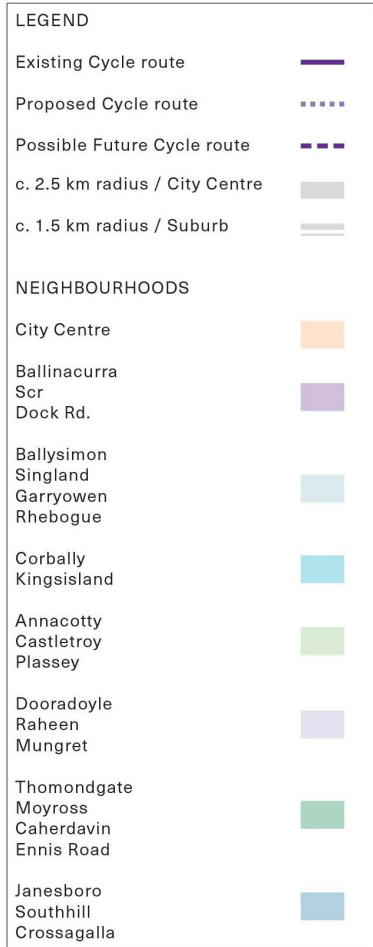 LEGEND
Existing Cycle route
Proposed Cycle route
Possible Future Cycle route
c. 2.5 km radius / City Centre
c. 1.5 km radius / Suburb
NEIGHBOURHOODS
City Centre
Ballinacurra
Scr
Dock Rd.
Ballysimon
Singland
Garryowen
Rhebogue
Corbally
Kingsisland
Annacotty
Castletroy
Plassey
Dooradoyle
Raheen
Mungret
Thomondgate
Moyross
Caherdavin
Ennis Road
Janesboro
Southhill
Crossagalla